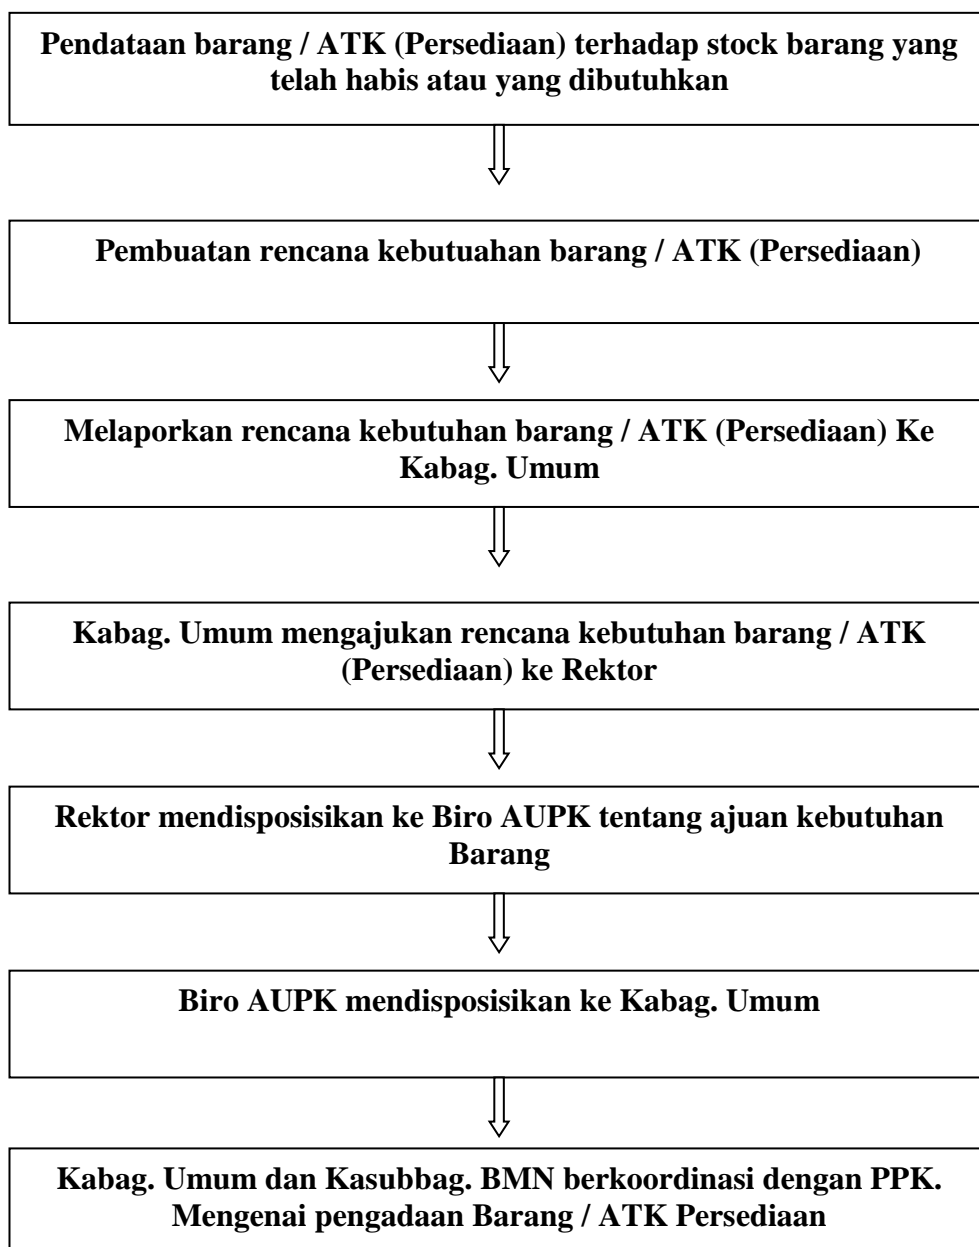 Pendataan barang / ATK (Persediaan) terhadap stock barang yang
telah habis atau yang dibutuhkan
Pembuatan rencana kebutuahan barang / ATK (Persediaan)
Melaporkan rencana kebutuhan barang / ATK (Persediaan) Ke
Kabag. Umum
Kabag. Umum mengajukan rencana kebutuhan barang / ATK
(Persediaan) ke Rektor
Rektor mendisposisikan ke Biro AUPK tentang ajuan kebutuhan
Barang
Biro AUPK mendisposisikan ke Kabag. Umum
Kabag. Umum dan Kasubbag. BMN berkoordinasi dengan PPK.
Mengenai pengadaan Barang / ATK Persediaan